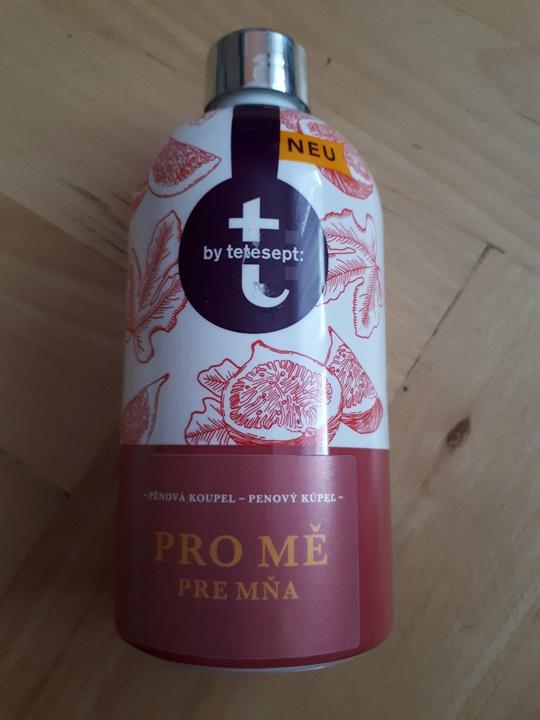 NEU
t
by tetesept:
– PĚNOVÁ KOUPEL – PENOVÝ KÚPEĽ –
PRO MĚ
PRE MŇA